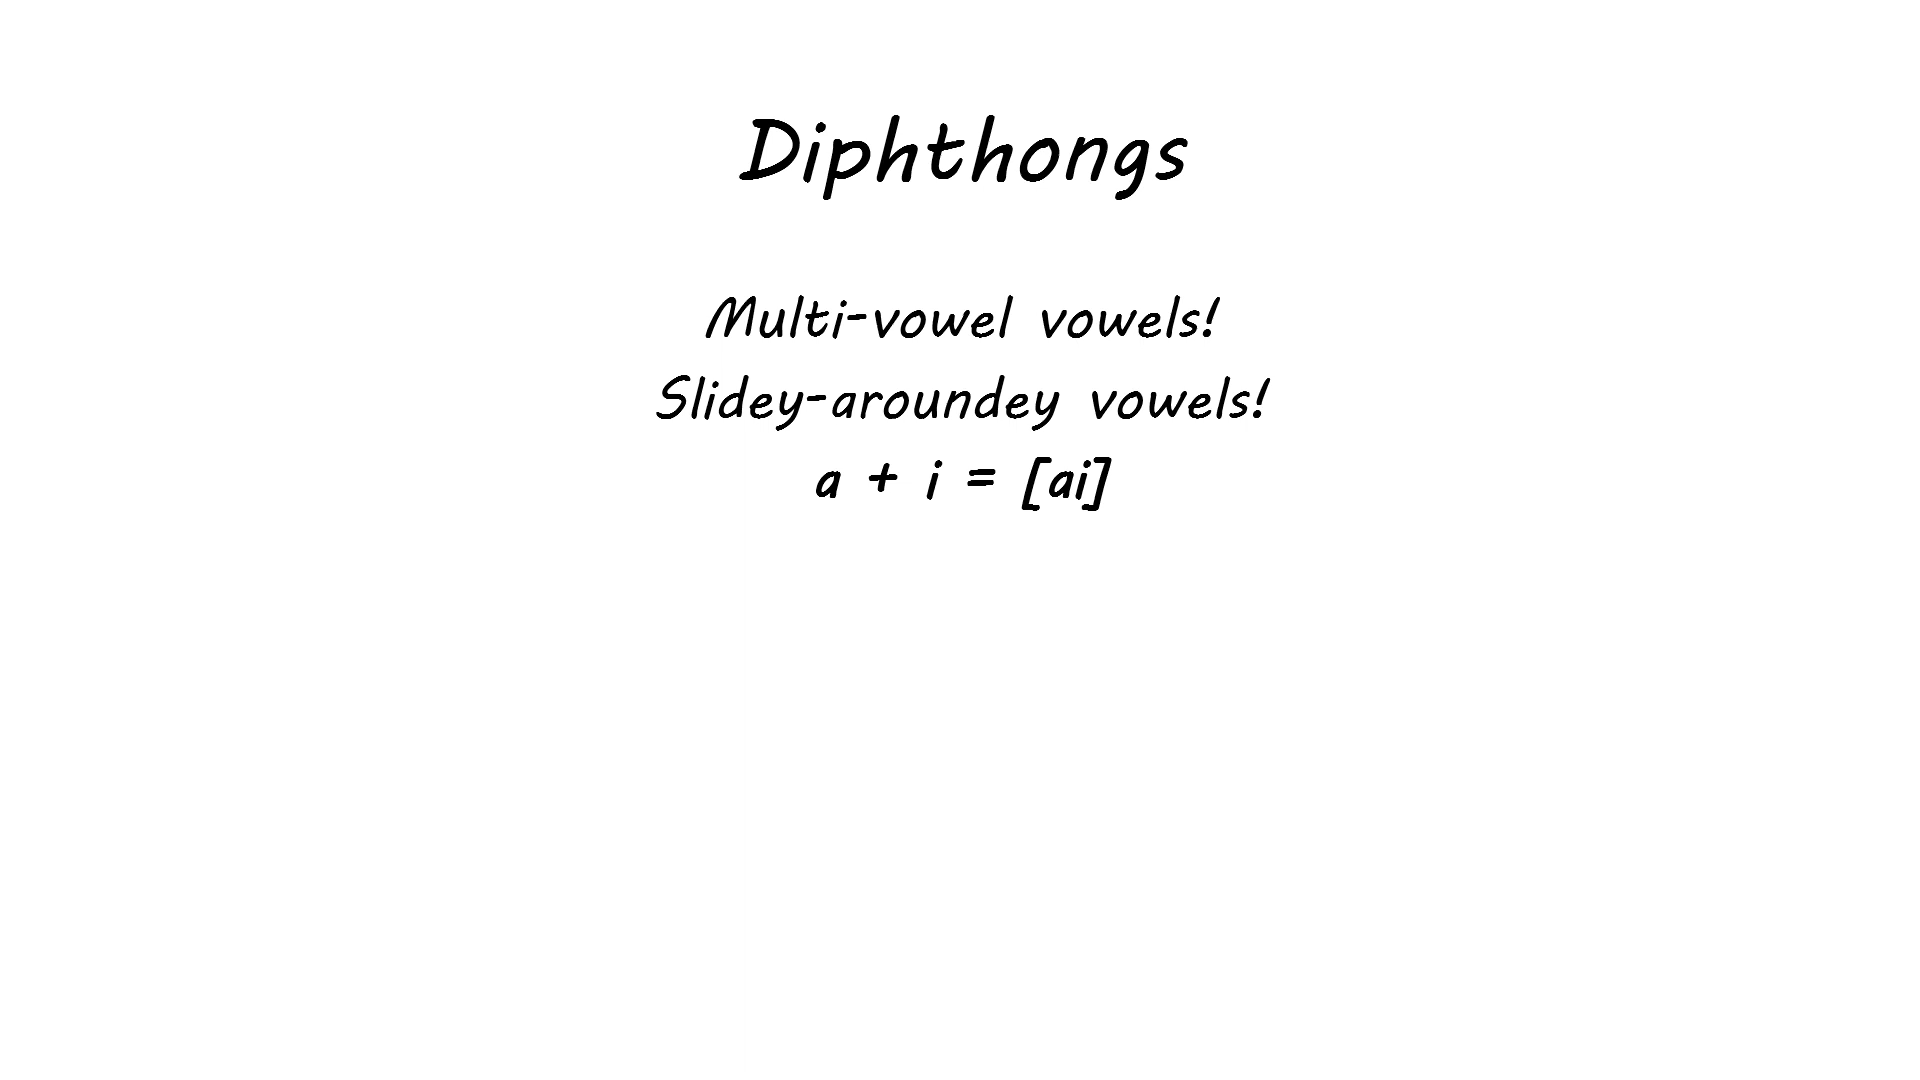 Diphthongs
Multi-vowel vowels!
Slidey-aroundey vowels!
a + i = [ai]